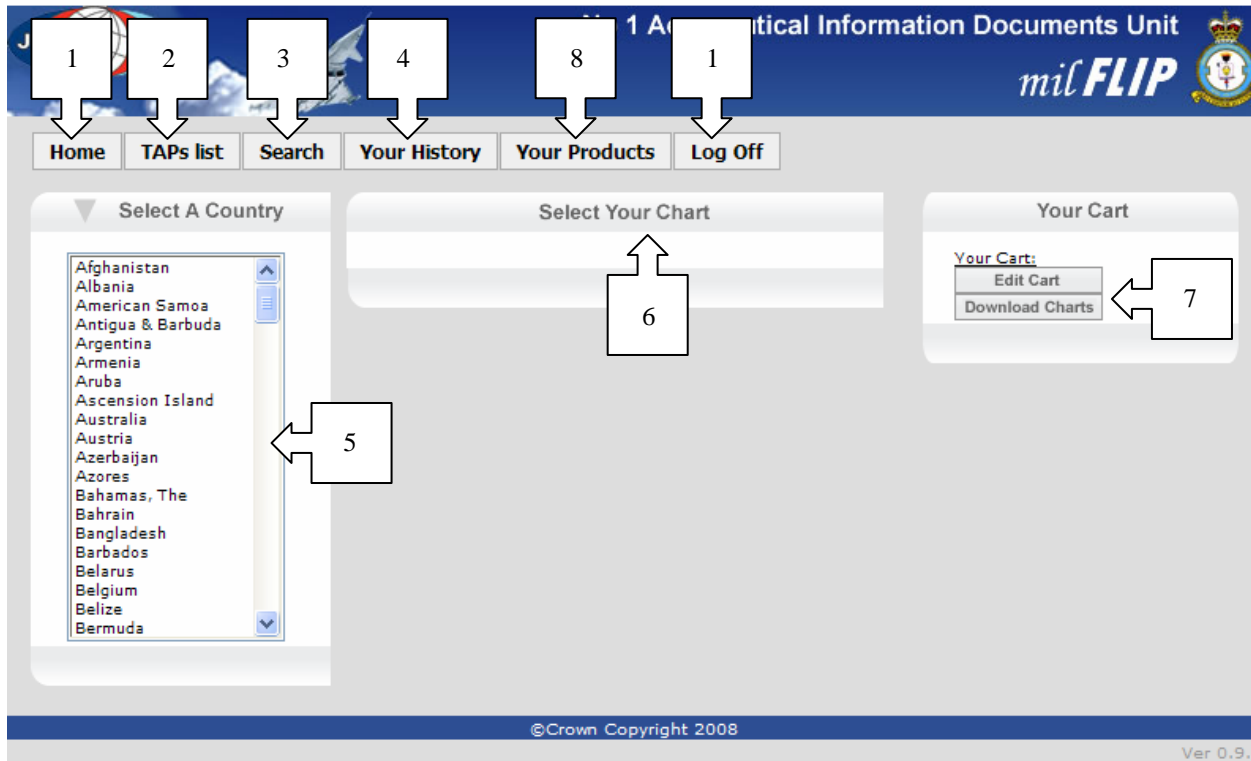 J
No 1 A tical Information Documents Unit
1 2 3 4 8 1
mil FLIP
Home TAPs list Search Your History Your Products Log Off
Select A Country
Select Your Chart
Your Cart
Afghanistan
Albania
American Samoa
Antigua & Barbuda
Argentina
Armenia
Aruba
Ascension Island
Australia
Austria
Azerbaijan
Azores
Bahamas, The
Bahrain
Bangladesh
Barbados
Belarus
Belgium
Belize
Bermuda
5
6
Your Cart:
Edit Cart
Download Charts
7
©Crown Copyright 2008
Ver 0.9.